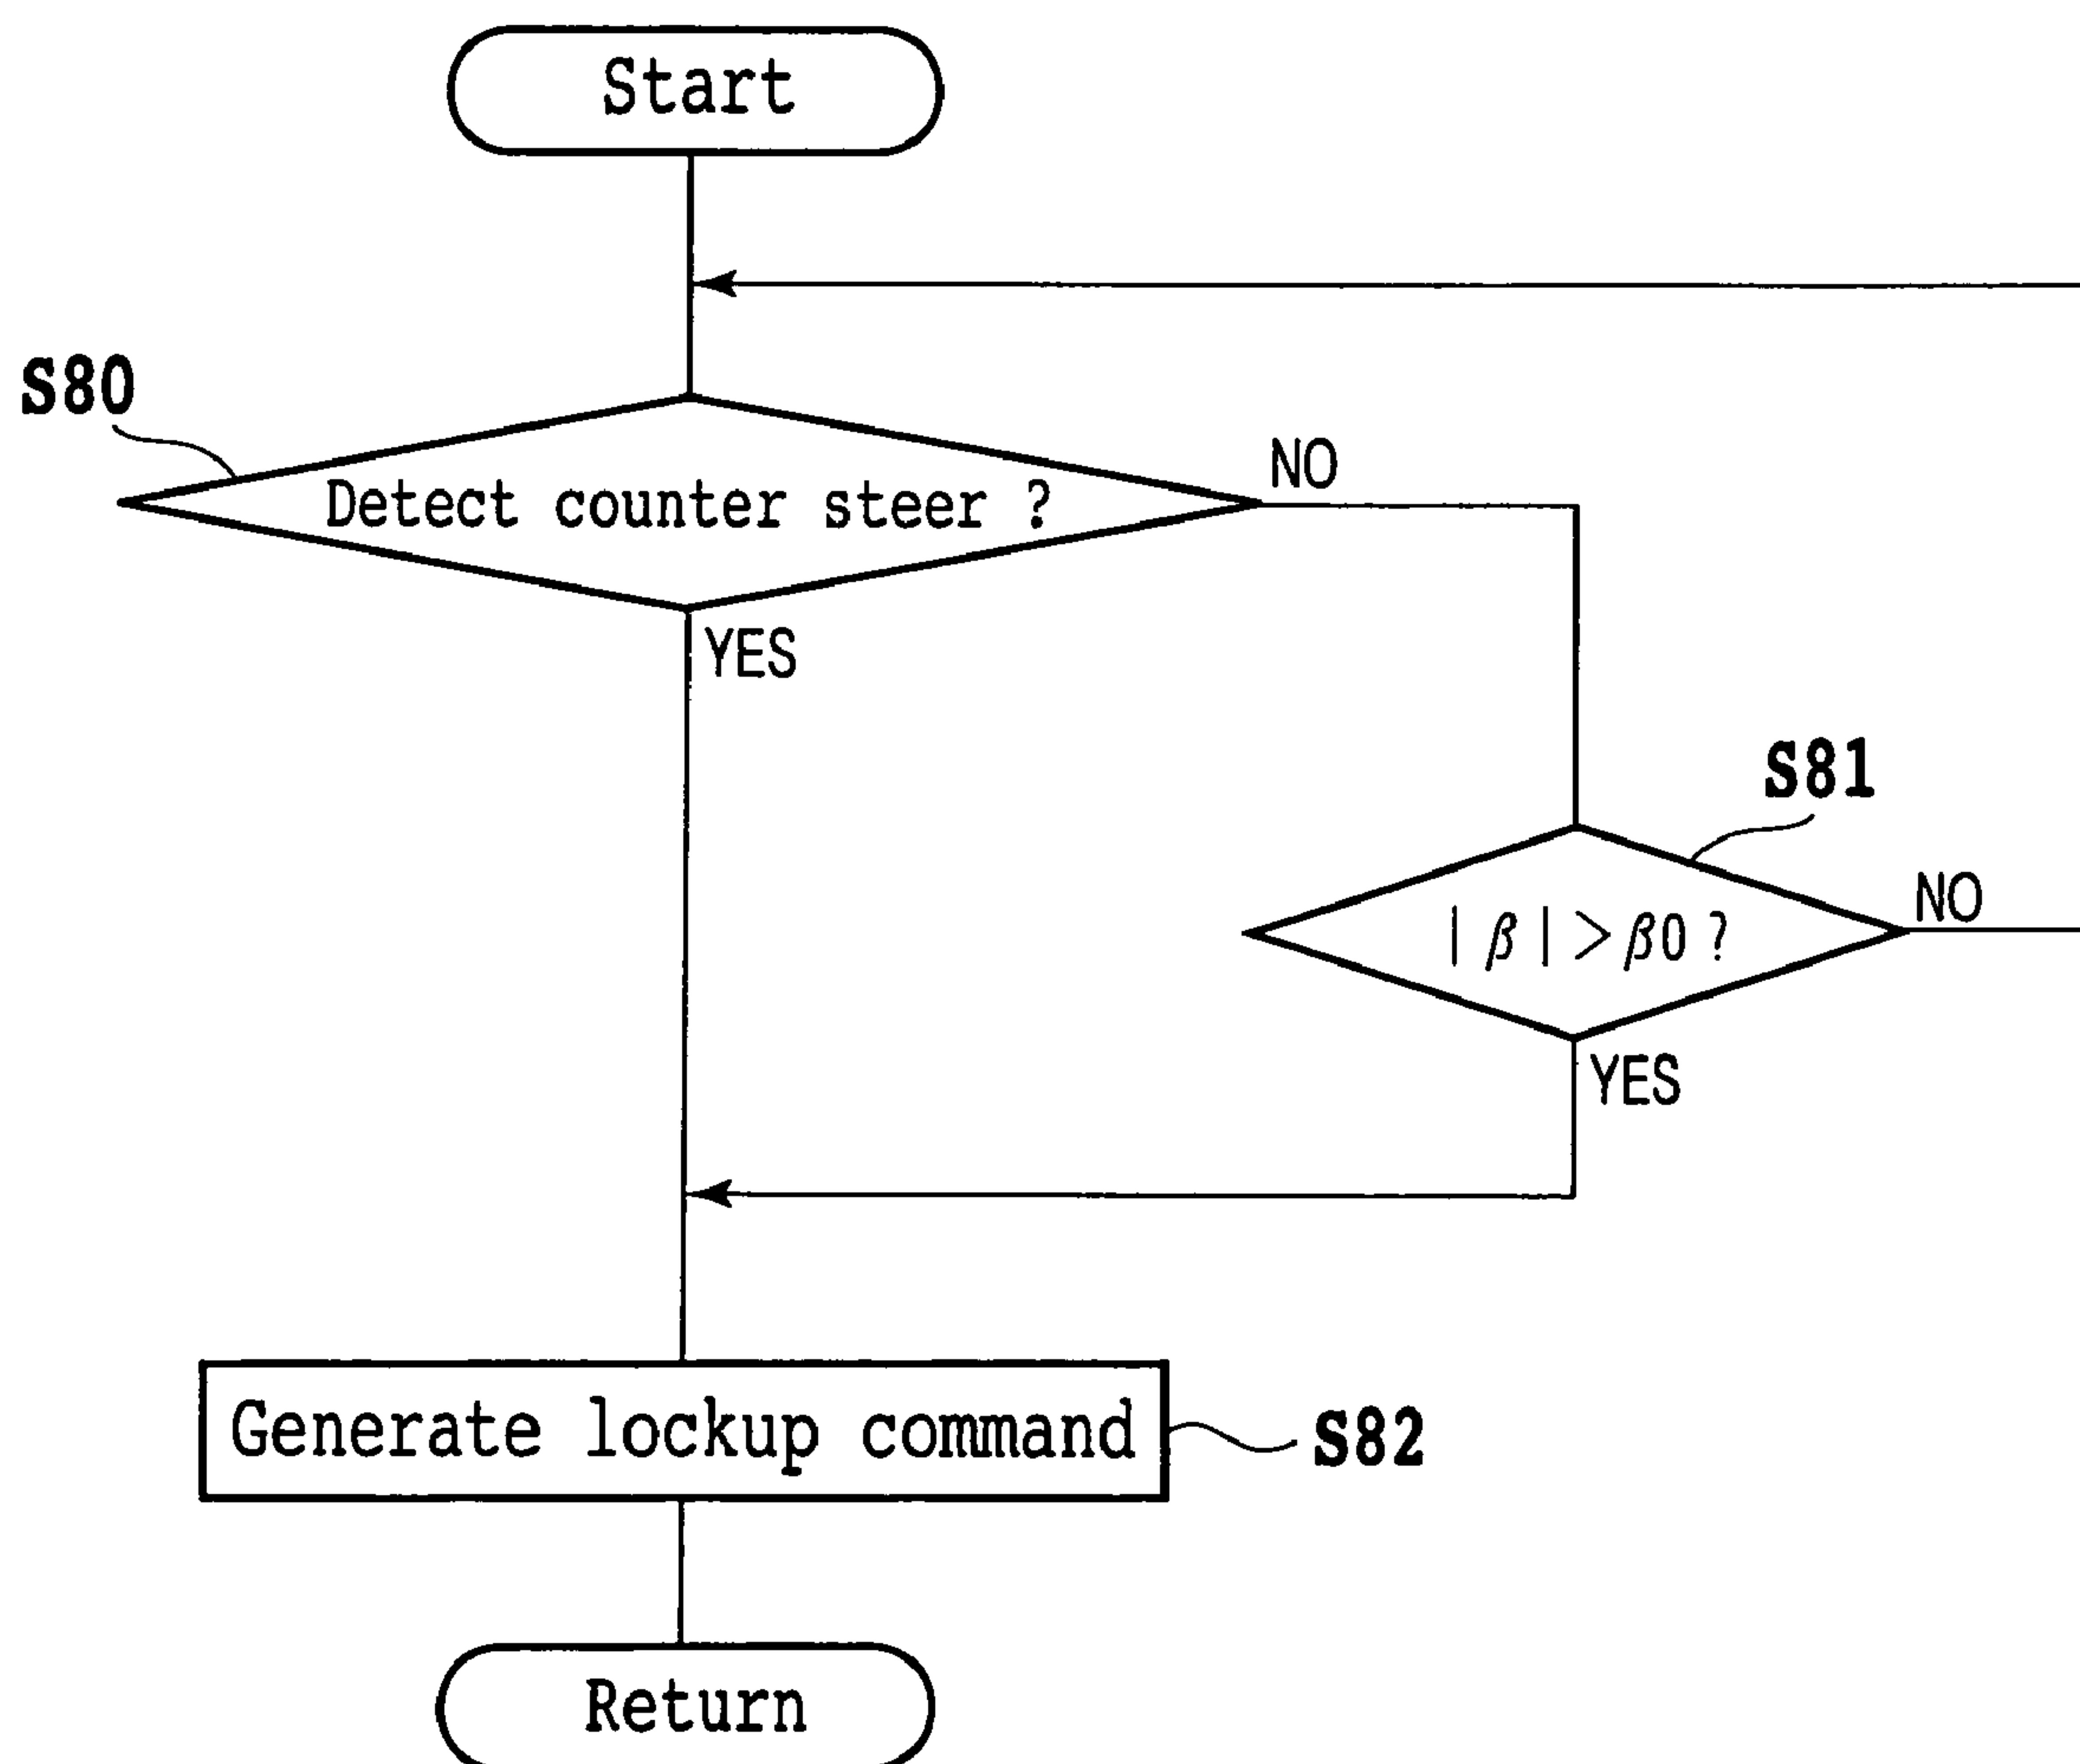 Start
S80
Detect counter steer ?
NO
YES
S81
|β|>β0?
NO
YES
Generate lockup command
S82
Return